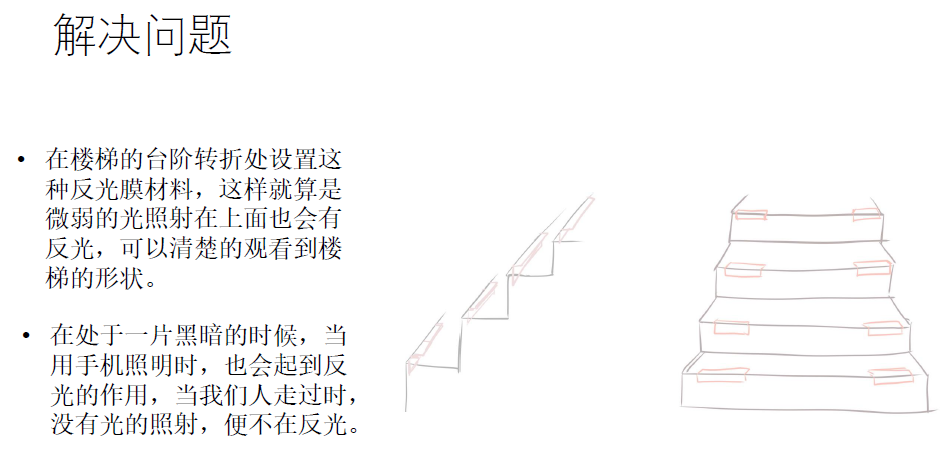 解决问题
• 在楼梯的台阶转折处设置这
种反光膜材料，这样就算是
微弱的光照射在上面也会有
反光，可以清楚的观看到楼
梯的形状。
• 在处于一片黑暗的时候，当
用手机照明时，也会起到反
光的作用，当我们人走过时，
没有光的照射，便不在反光。